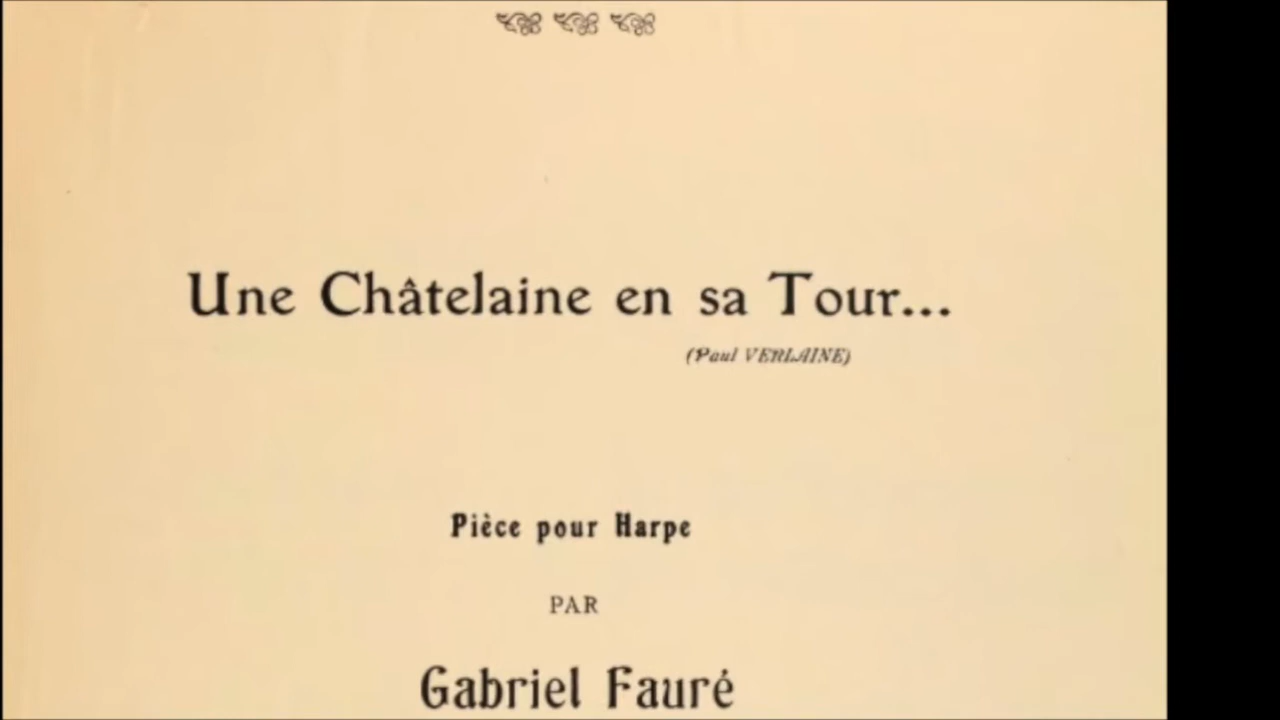 Une Châtelaine en sa Tour...
(Paul VERLAINE)
Pièce pour Harpe
PAR
Gabriel Fauré